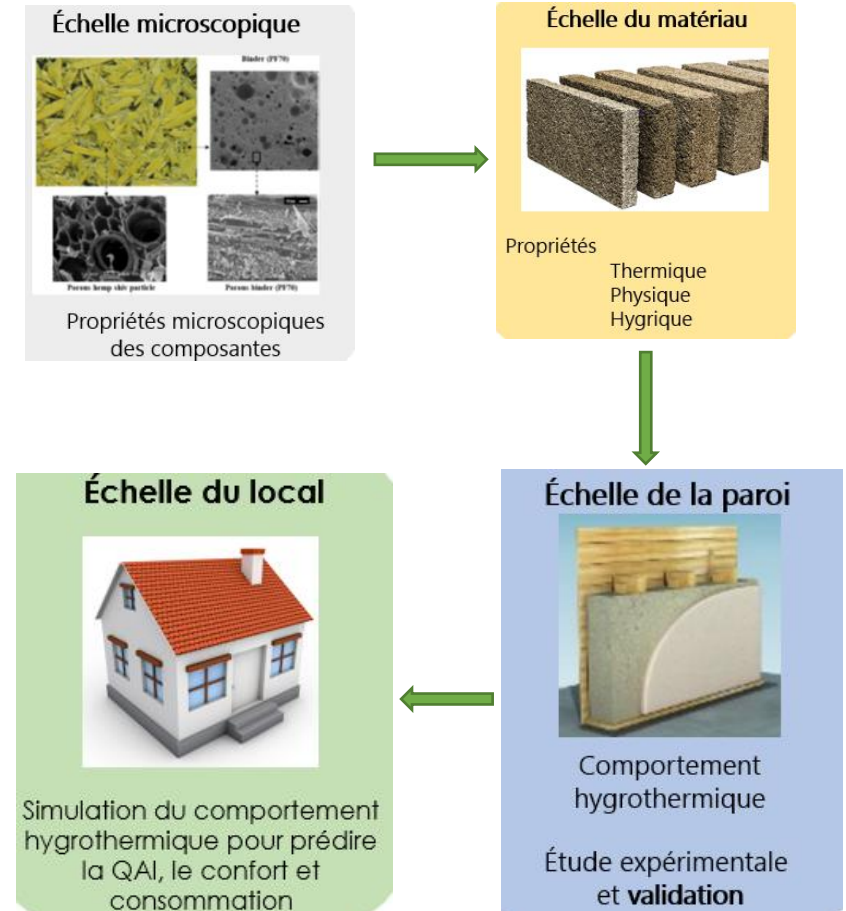 Échelle microscopique
Binder (PF70)
Porous hemp shiv particle
Porous binder (PF70)
Propriétés microscopiques
des composantes
Échelle du matériau
Propriétés
Thermique
Physique
Hygrique
Échelle de la paroi
Comportement
hygrothermique
Étude expérimentale
et validation
Échelle du local
Simulation du comportement
hygrothermique pour prédire
la QAI, le confort et
consommation